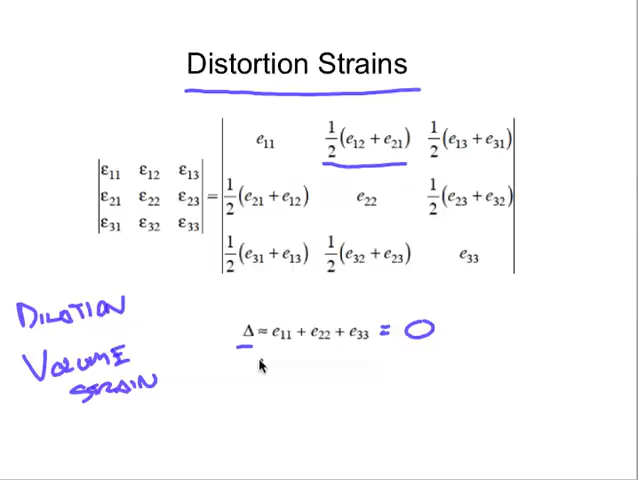 Distortion Strains
|ε₁₁ ε₁₂ ε₁₃| = |e₁₁ 1/2(e₁₂ + e₂₁) 1/2(e₁₃ + e₃₁)|
|ε₂₁ ε₂₂ ε₂₃| |1/2(e₂₁ + e₁₂) e₂₂ 1/2(e₂₃ + e₃₂)|
|ε₃₁ ε₃₂ ε₃₃| |1/2(e₃₁ + e₁₃) 1/2(e₃₂ + e₂₃) e₃₃|
DILATION
Δ ≈ e₁₁ + e₂₂ + e₃₃ = 0
VOLUME
STRAIN